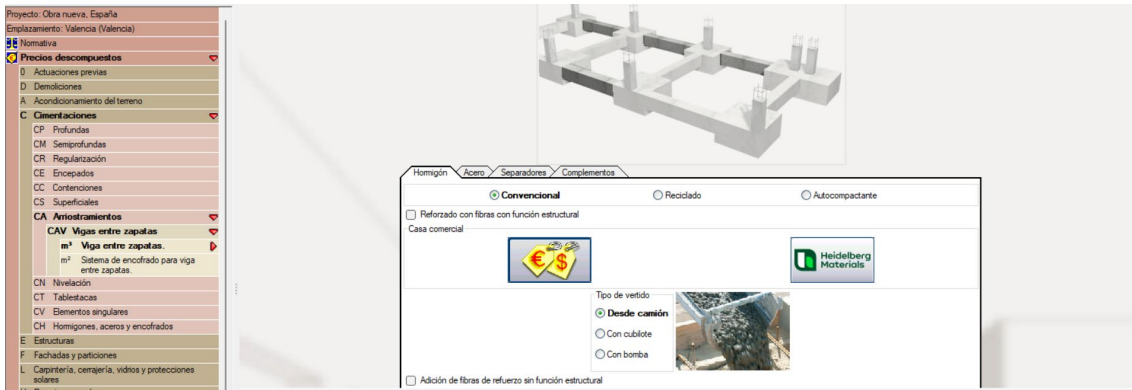 Proyecto: Obra nueva, España
Emplazamiento: Valencia (Valencia)
Normativa
Precios descompuestos
0 Actuaciones previas
D Demoliciones
A Acondicionamiento del terreno
C Cimentaciones
CP Profundas
CM Semiprofundas
CR Regularización
CE Encepados
CC Contenciones
CS Superficiales
CA Arriostramientos
CAV Vigas entre zapatas
m³ Viga entre zapatas.
m² Sistema de encofrado para viga
entre zapatas.
CN Nivelación
CT Tablestacas
CV Elementos singulares
CH Hormigones, aceros y encofrados
E Estructuras
F Fachadas y particiones
L Carpintería, cerrajería, vidrios y protecciones
solares
Hormigón Acero Separadores Complementos
Convencional Reciclado Autocompactante
Reforzado con fibras con función estructural
Casa comercial
€ $
Heidelberg
Materials
Tipo de vertido
Desde camión
Con cubilote
Con bomba
Adición de fibras de refuerzo sin función estructural